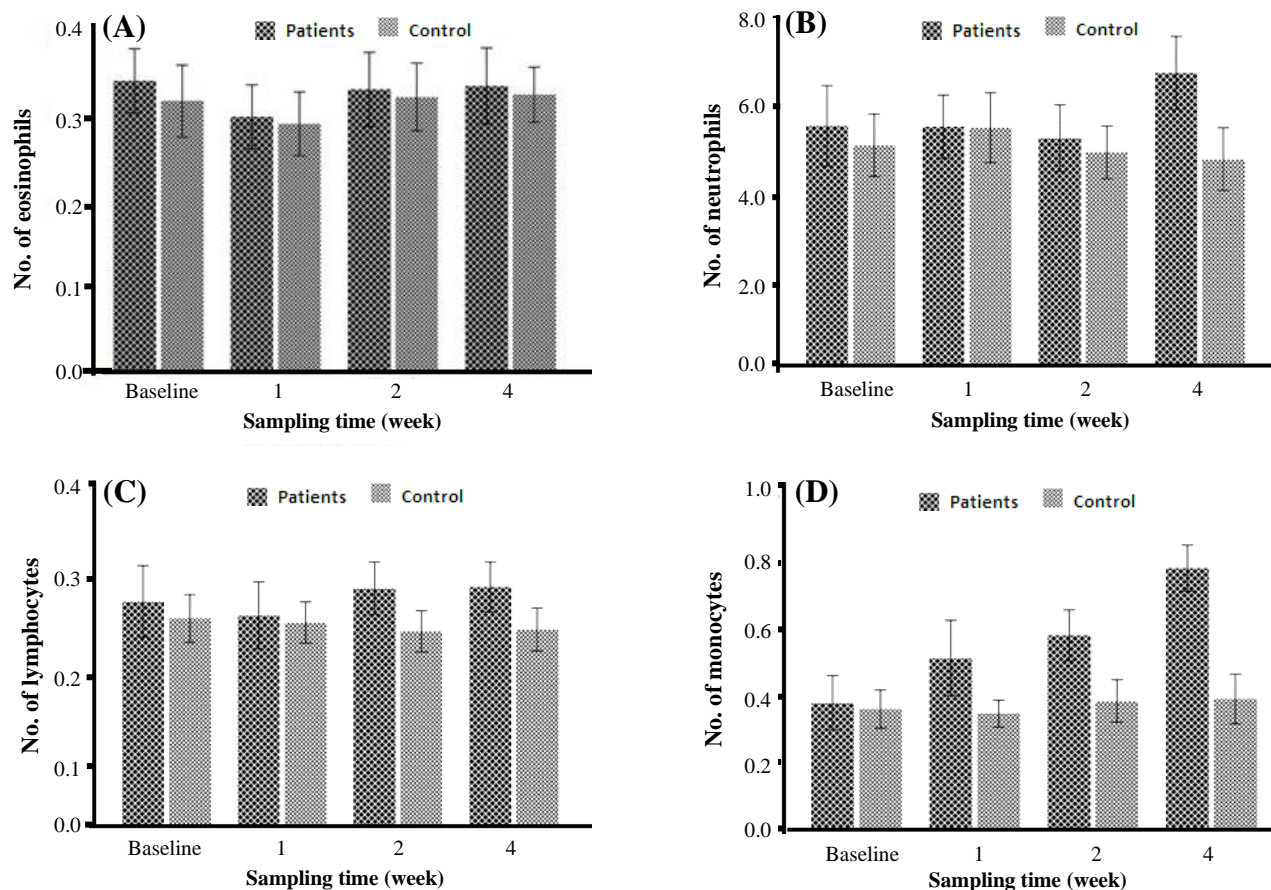 (A)
Patients Control
No. of eosinophils
0.4
0.3
0.2
0.1
0.0
Baseline 1 2 4
Sampling time (week)
(B)
Patients Control
No. of neutrophils
8.0
6.0
4.0
2.0
0.0
Baseline 1 2 4
Sampling time (week)
(C)
Patients Control
No. of lymphocytes
0.4
0.3
0.2
0.1
0.0
Baseline 1 2 4
Sampling time (week)
(D)
Patients Control
No. of monocytes
1.0
0.8
0.6
0.4
0.2
0.0
Baseline 1 2 4
Sampling time (week)